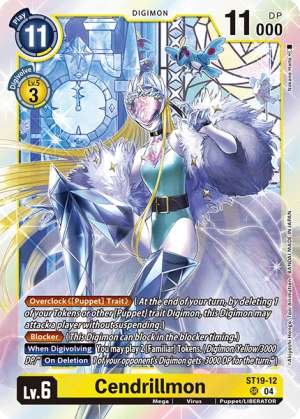 DIGIMON
Play
11
11 DP
000
Digivolve
Lv.5
3
Overclock ([Puppet] Trait) (At the end of your turn, by deleting 1
of your Tokens or other [Puppet] trait Digimon, this Digimon may
attack a player without suspending.)
Blocker (This Digimon can block in the blocker timing.)
When Digivolving You may play 2 [Familiar] Tokens. (Digimon/Yellow/3000
DP/ On Deletion 1 of your opponent's Digimon gets -3000 DP for the turn.)
Lv.6
Cendrillmon
ST19-12
04
Mega
Virus
Puppet/LIBERATOR